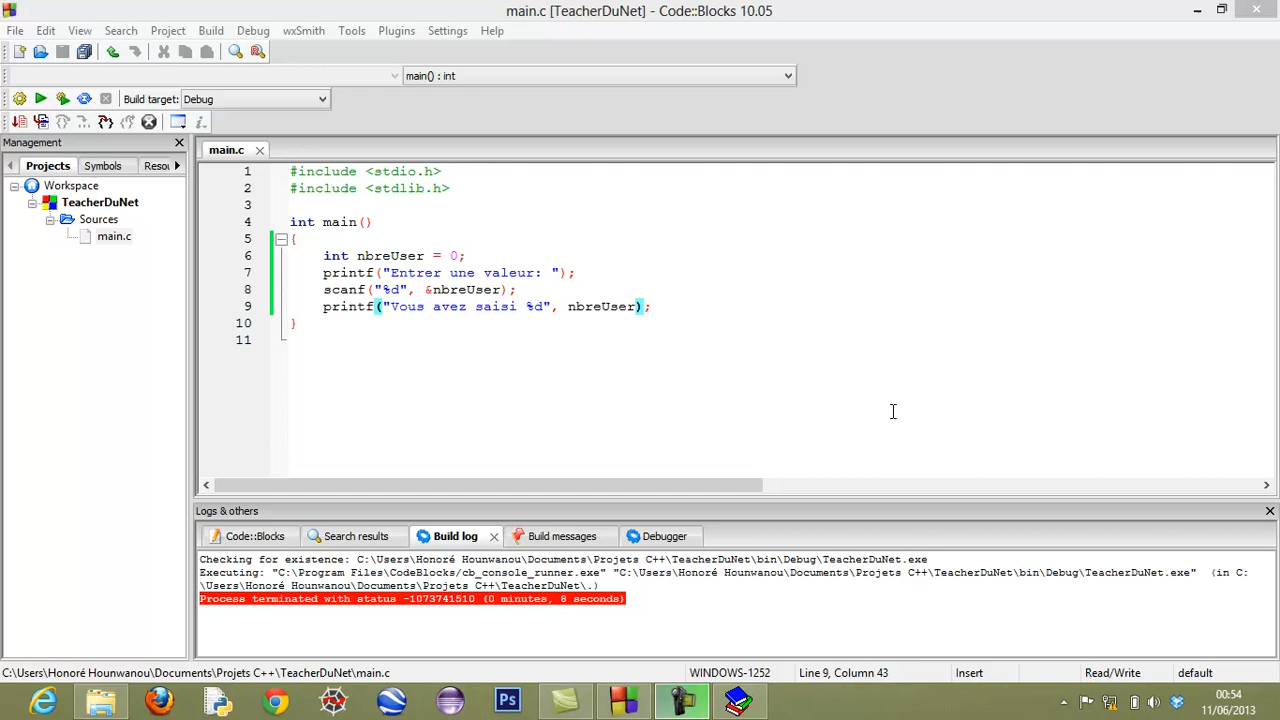 main.c [TeacherDuNet] - Code::Blocks 10.05
File Edit View Search Project Build Debug wxSmith Tools Plugins Settings Help
main() : int
Build target: Debug
Management
main.c
Projects Symbols Resou
Workspace
TeacherDuNet
Sources
main.c
1 #include <stdio.h>
2 #include <stdlib.h>
3
4 int main()
5 {
6 int nbreUser = 0;
7 printf("Entrer une valeur: ");
8 scanf("%d", &nbreUser);
9 printf("Vous avez saisi %d", nbreUser);
10 }
11
Logs & others
Code::Blocks Search results Build log Build messages Debugger
Checking for existence: C:\Users\Honoré Hounwanou\Documents\Projets C++\TeacherDuNet\bin\Debug\TeacherDuNet.exe
Executing: "C:\Program Files\CodeBlocks/cb_console_runner.exe" "C:\Users\Honoré Hounwanou\Documents\Projets C++\TeacherDuNet\bin\Debug\TeacherDuNet.exe"  (in C:
\Users\Honoré Hounwanou\Documents\Projets C++\TeacherDuNet\.)
Process terminated with status -1073741510 (0 minutes, 8 seconds)
C:\Users\Honoré Hounwanou\Documents\Projets C++\TeacherDuNet\main.c WINDOWS-1252 Line 9, Column 43 Insert Read/Write default
Ps
00:54
11/06/2013